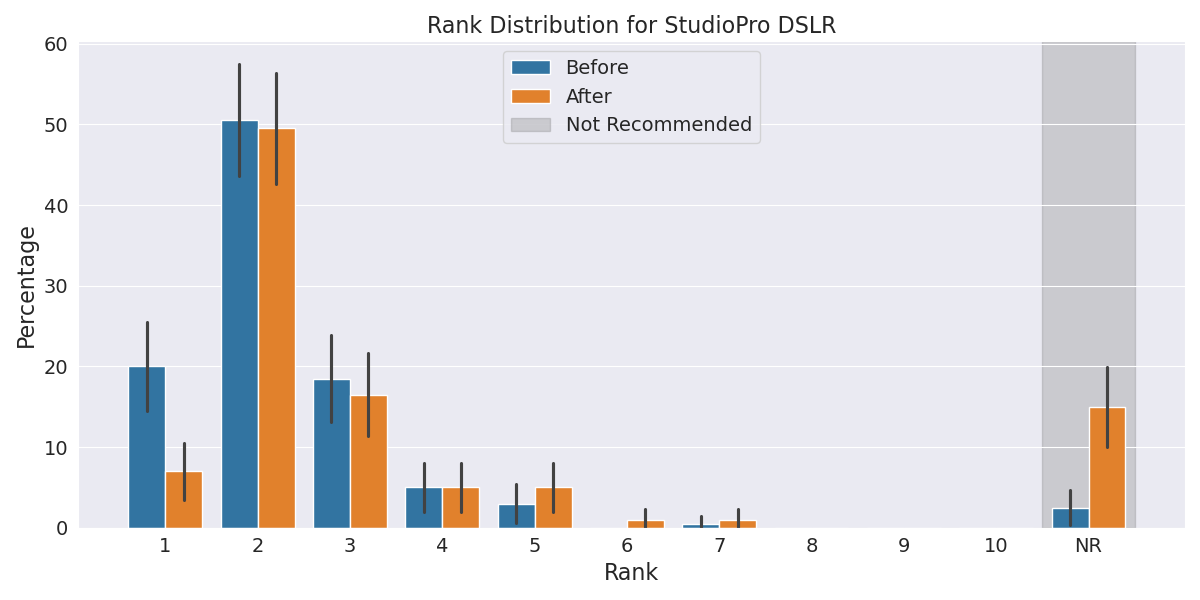 Rank Distribution for StudioPro DSLR
Before
After
Not Recommended
Percentage
60
50
40
30
20
10
0
1 2 3 4 5 6 7 8 9 10 NR
Rank